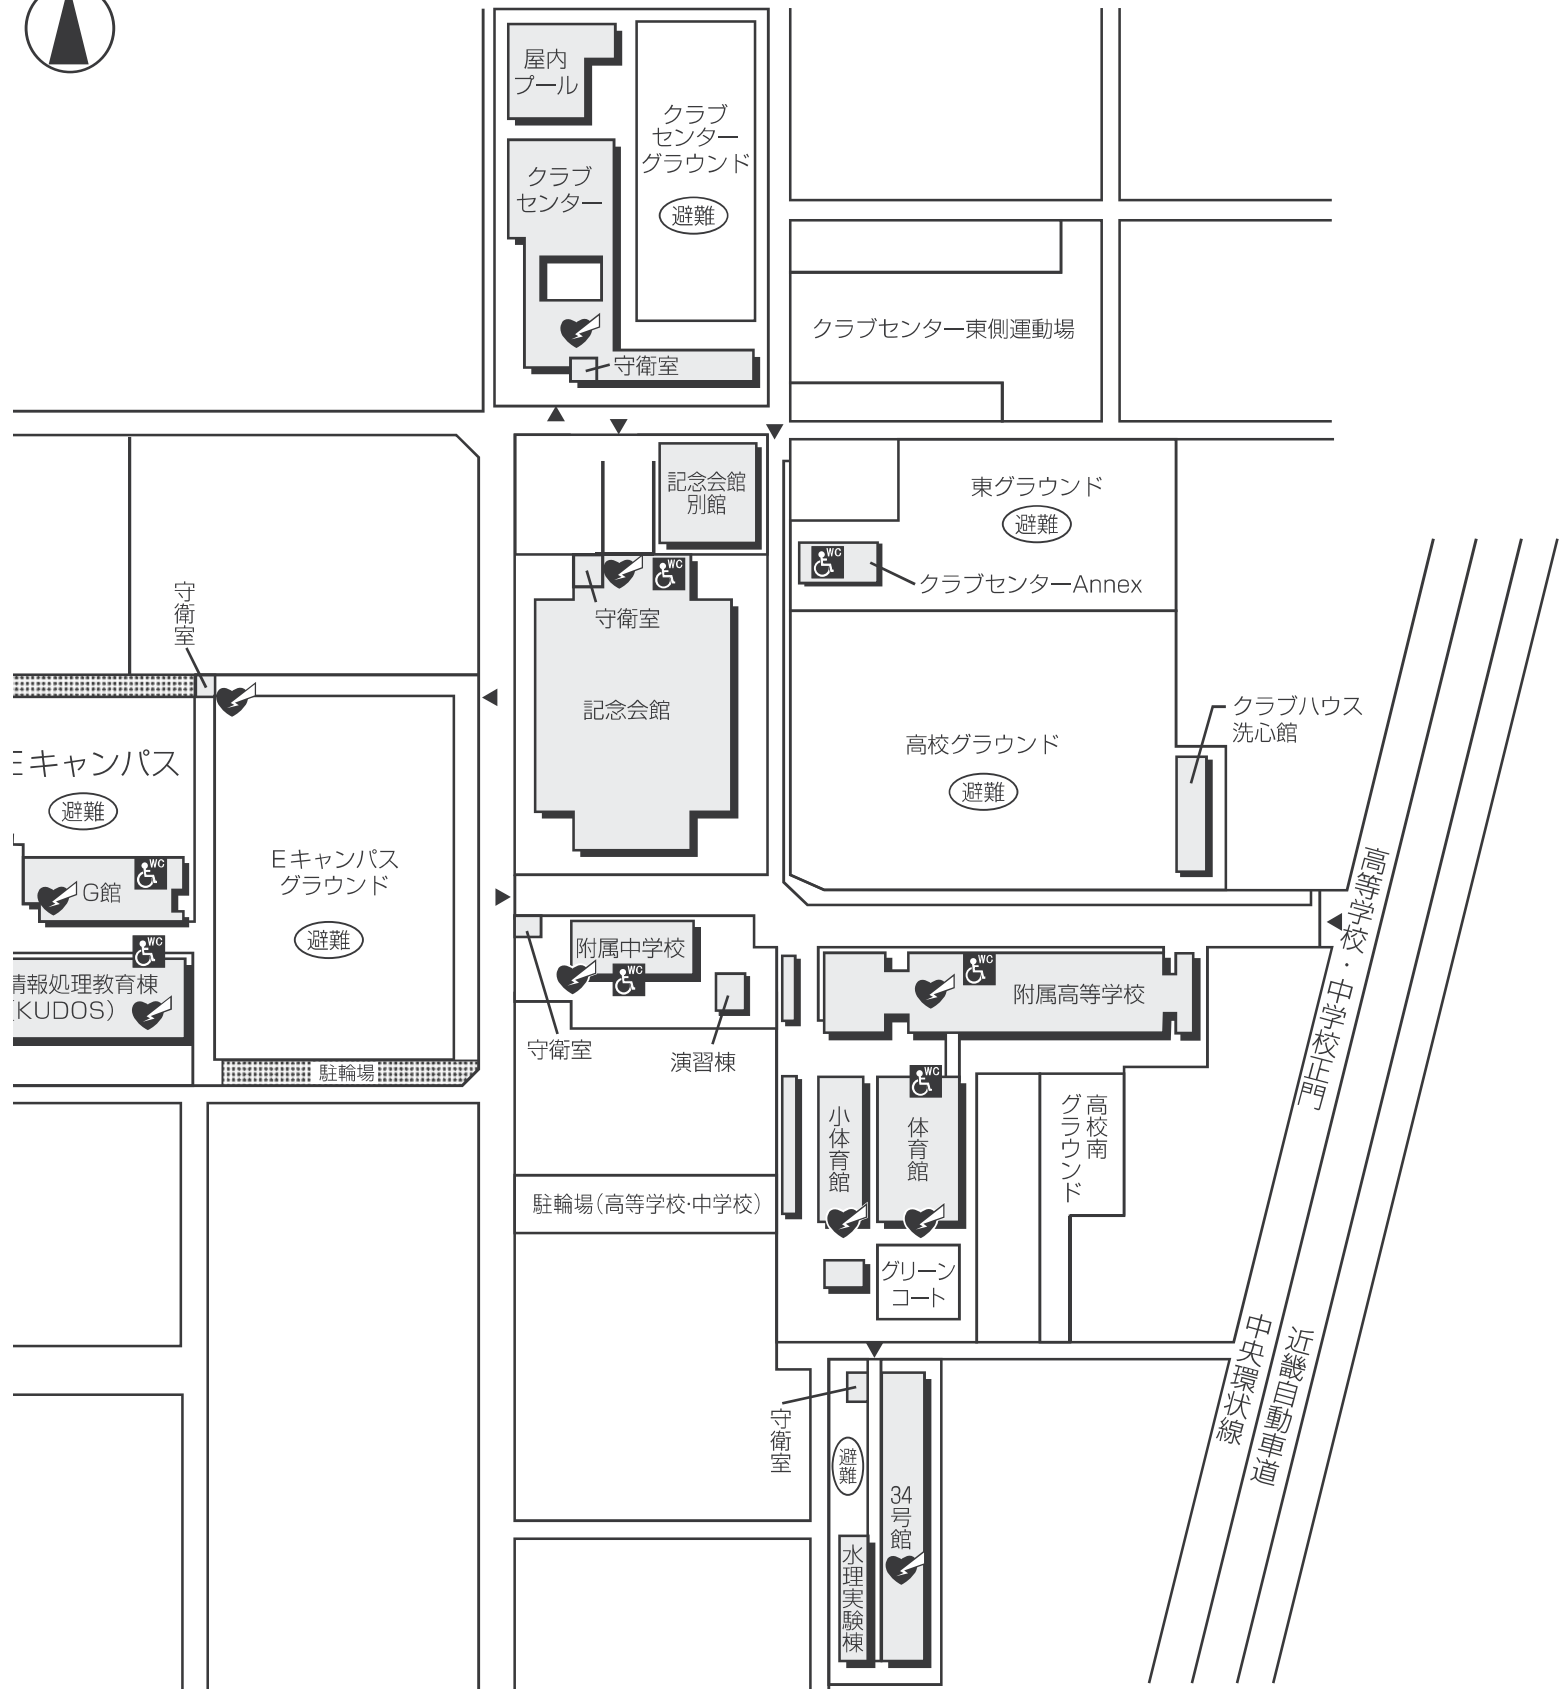 屋内
プール
クラブ
センター
グラウンド
避難
クラブ
センター
守衛室
クラブセンター東側運動場
記念会館
別館
東グラウンド
避難
WC
クラブセンターAnnex
WC
守衛室
守衛室
記念会館
クラブハウス
洗心館
高校グラウンド
避難
Eキャンパス
避難
Eキャンパス
グラウンド
避難
WC
G館
WC
情報処理教育棟
(KUDOS)
駐輪場
附属中学校
WC
守衛室
演習棟
WC
附属高等学校
高等学校・中学校正門
小体育館
WC
体育館
高校南
グラウンド
駐輪場(高等学校・中学校)
グリーン
コート
中央環状線
近畿自動車道
守衛室
避難
34号館
水理実験棟